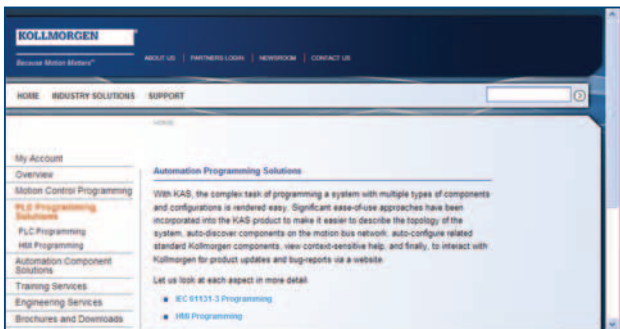 KOLLMORGEN
Because Motion Matters™
ABOUT US | PARTNERS LOGIN | NEWSROOM | CONTACT US
HOME INDUSTRY SOLUTIONS SUPPORT
HOME
My Account
Overview
Motion Control Programming
PLC Programming
Solutions
PLC Programming
HMI Programming
Automation Component
Solutions
Training Services
Engineering Services
Brochures and Downloads
Automation Programming Solutions
With KAS, the complex task of programming a system with multiple types of components
and configurations is rendered easy. Significant ease-of-use approaches have been
incorporated into the KAS product to make it easier to describe the topology of the
system, auto-discover components on the motion bus network, auto-configure related
standard Kollmorgen components, view context-sensitive help, and finally, to interact with
Kollmorgen for product updates and bug-reports via a website.
Let us look at each aspect in more detail
IEC 61131-3 Programming
HMI Programming